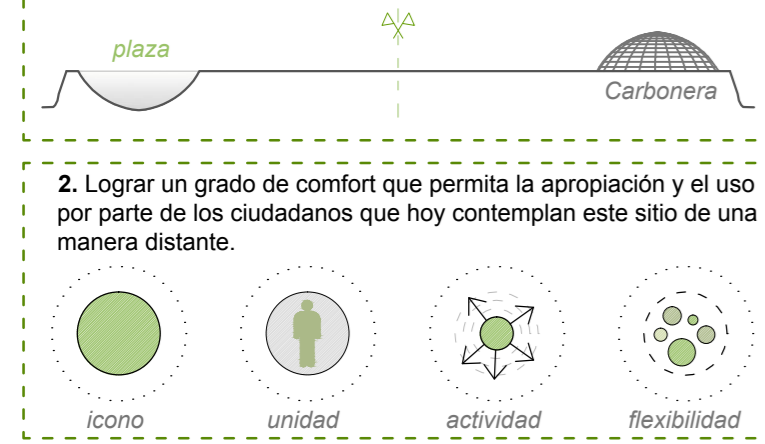 plaza
Carbonera
2. Lograr un grado de comfort que permita la apropiación y el uso
por parte de los ciudadanos que hoy contemplan este sitio de una
manera distante.
icono unidad actividad flexibilidad